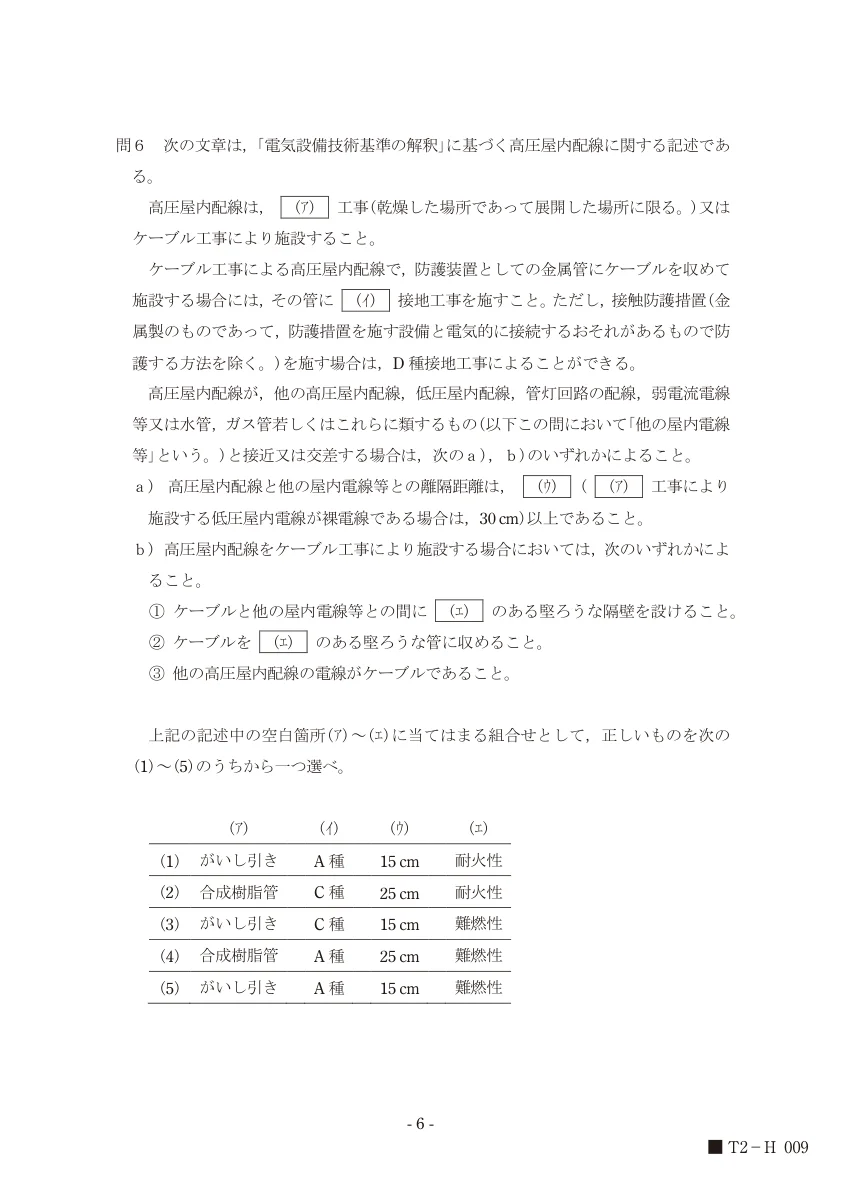 問6　次の文章は，「電気設備技術基準の解釈」に基づく高圧屋内配線に関する記述であ
る。
高圧屋内配線は， (ア) 工事(乾燥した場所であって展開した場所に限る。)又は
ケーブル工事により施設すること。
ケーブル工事による高圧屋内配線で，防護装置としての金属管にケーブルを収めて
施設する場合には，その管に (イ) 接地工事を施すこと。ただし，接触防護措置(金
属製のものであって，防護措置を施す設備と電気的に接続するおそれがあるもので防
護する方法を除く。)を施す場合は，D 種接地工事によることができる。
高圧屋内配線が，他の高圧屋内配線，低圧屋内配線，管灯回路の配線，弱電流電線
等又は水管，ガス管若しくはこれらに類するもの(以下この問において「他の屋内電線
等」という。)と接近又は交差する場合は，次のａ)，ｂ)のいずれかによること。
ａ) 高圧屋内配線と他の屋内電線等との離隔距離は， (ウ) ( (ア) 工事により
施設する低圧屋内電線が裸電線である場合は，30 cm)以上であること。
ｂ) 高圧屋内配線をケーブル工事により施設する場合においては，次のいずれかによ
ること。
① ケーブルと他の屋内電線等との間に (エ) のある堅ろうな隔壁を設けること。
② ケーブルを (エ) のある堅ろうな管に収めること。
③ 他の高圧屋内配線の電線がケーブルであること。
上記の記述中の空白箇所(ア)～(エ)に当てはまる組合せとして，正しいものを次の
(1)～(5)のうちから一つ選べ。
(ア) (イ) (ウ) (エ)
(1) がいし引き A 種 15 cm 耐火性
(2) 合成樹脂管 C 種 25 cm 耐火性
(3) がいし引き C 種 15 cm 難燃性
(4) 合成樹脂管 A 種 25 cm 難燃性
(5) がいし引き A 種 15 cm 難燃性
- 6 -
■ T2－H 009